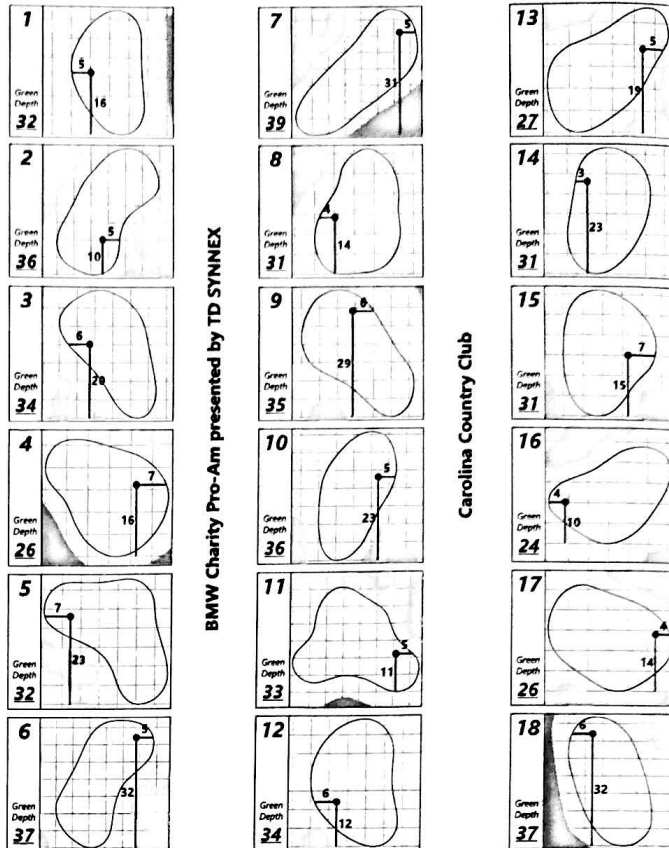 1
5
16
Green
Depth
32
2
5
10
Green
Depth
36
3
6
20
Green
Depth
34
4
7
16
Green
Depth
26
5
7
23
Green
Depth
32
6
5
32
Green
Depth
37
BMW Charity Pro-Am presented by TD SYNNEX
7
5
31
Green
Depth
39
8
4
14
Green
Depth
31
9
6
29
Green
Depth
35
10
5
23
Green
Depth
36
11
5
11
Green
Depth
33
12
6
12
Green
Depth
34
Carolina Country Club
13
5
19
Green
Depth
27
14
3
23
Green
Depth
31
15
7
15
Green
Depth
31
16
4
10
Green
Depth
24
17
4
14
Green
Depth
26
18
6
32
Green
Depth
37